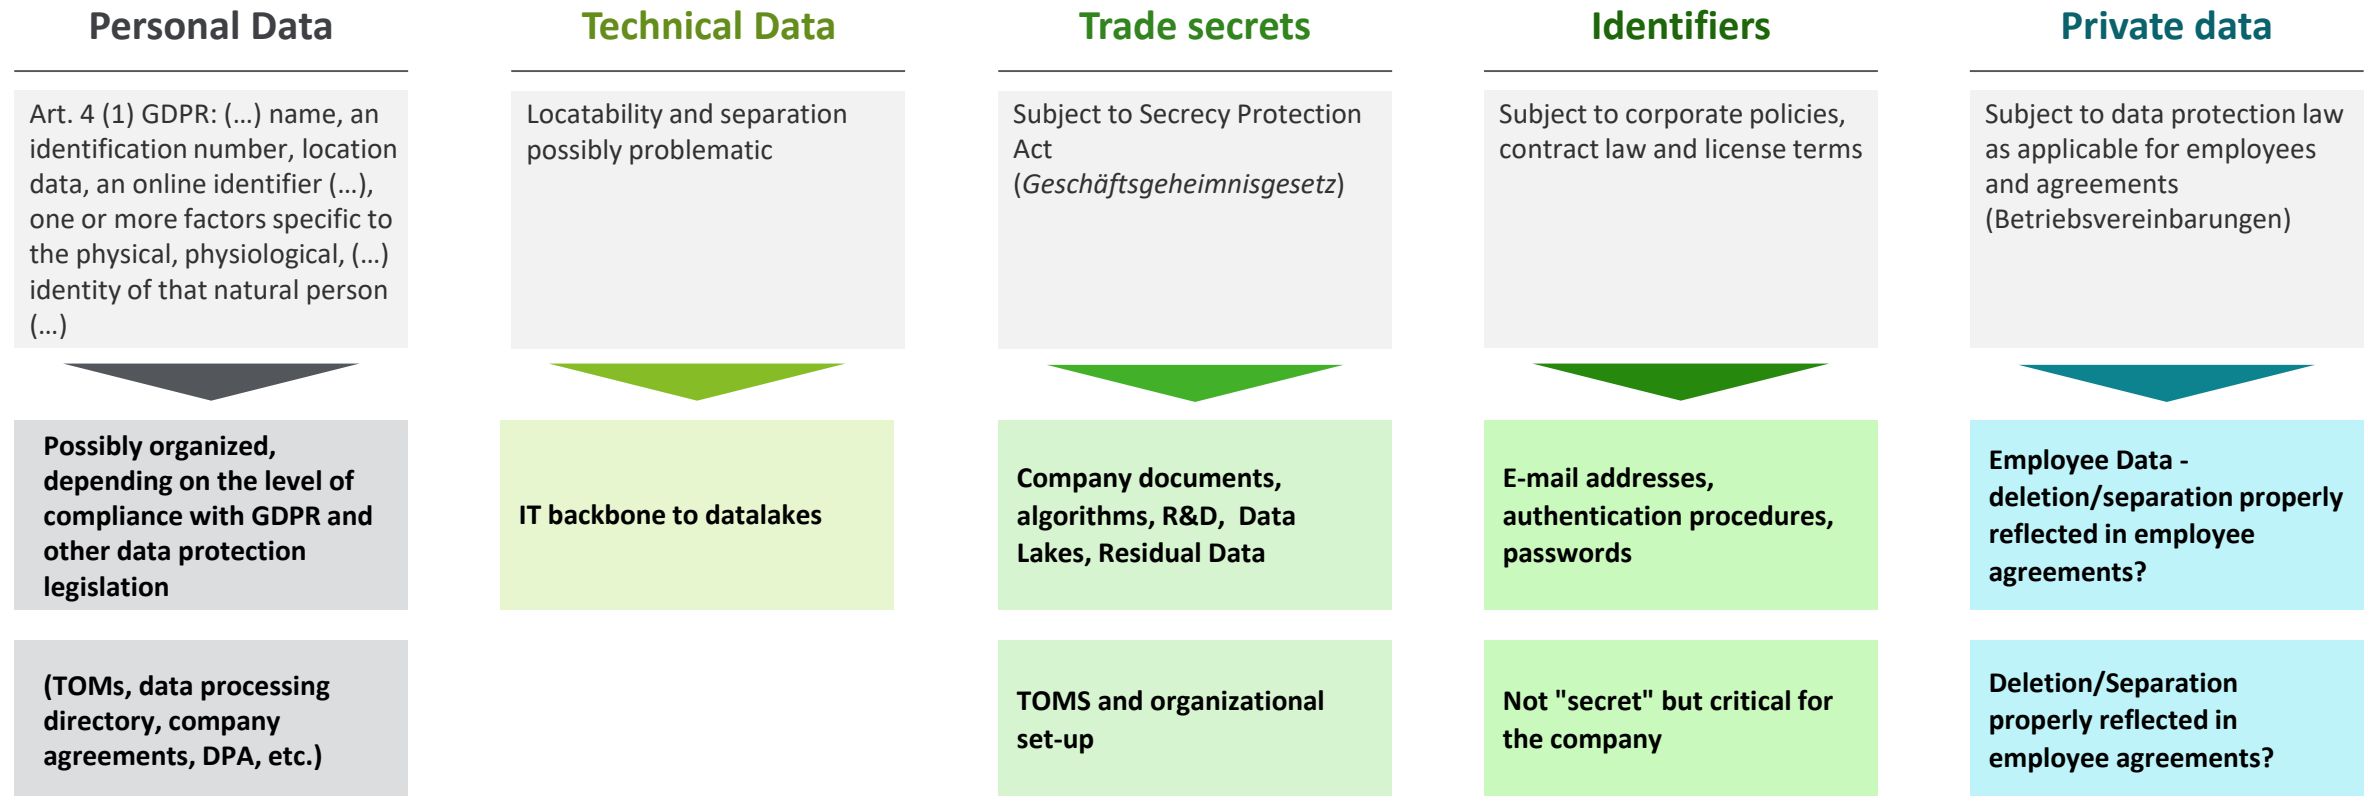 Personal Data
Art. 4 (1) GDPR: (…) name, an
identification number, location
data, an online identifier (…),
one or more factors specific to
the physical, physiological, (…)
identity of that natural person
(…)
Possibly organized,
depending on the level of
compliance with GDPR and
other data protection
legislation
(TOMs, data processing
directory, company
agreements, DPA, etc.)
Technical Data
Locatability and separation
possibly problematic
IT backbone to datalakes
Trade secrets
Subject to Secrecy Protection
Act
(Geschäftsgeheimnisgesetz)
Company documents,
algorithms, R&D, Data
Lakes, Residual Data
TOMS and organizational
set-up
Identifiers
Subject to corporate policies,
contract law and license terms
E-mail addresses,
authentication procedures,
passwords
Not "secret" but critical for
the company
Private data
Subject to data protection law
as applicable for employees
and agreements
(Betriebsvereinbarungen)
Employee Data -
deletion/separation properly
reflected in employee
agreements?
Deletion/Separation
properly reflected in
employee agreements?